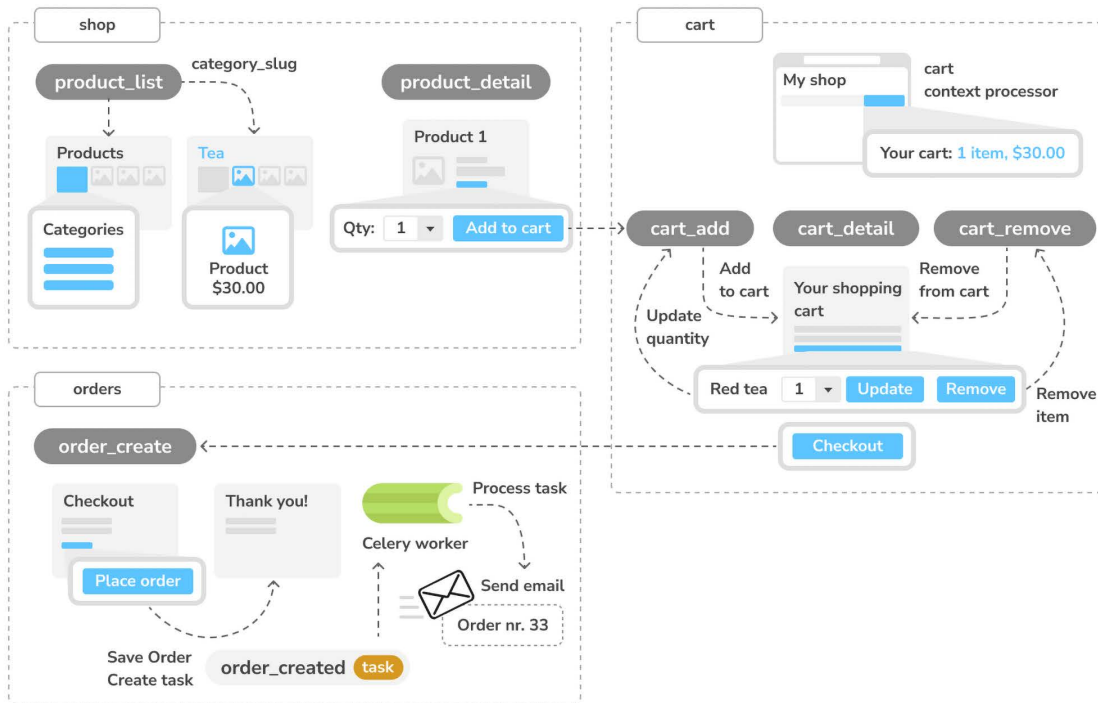 shop
product_list
category_slug
product_detail
Products
Tea
Product 1
Categories
Product
$30.00
Qty: 1 Add to cart
cart
My shop
cart
context processor
Your cart: 1 item, $30.00
cart_add
cart_detail
cart_remove
Add
to cart
Your shopping
cart
Remove
from cart
Update
quantity
Red tea 1 Update Remove
Remove
item
Checkout
orders
order_create
Checkout
Place order
Thank you!
Process task
Celery worker
Send email
Order nr. 33
Save Order
Create task
order_created task